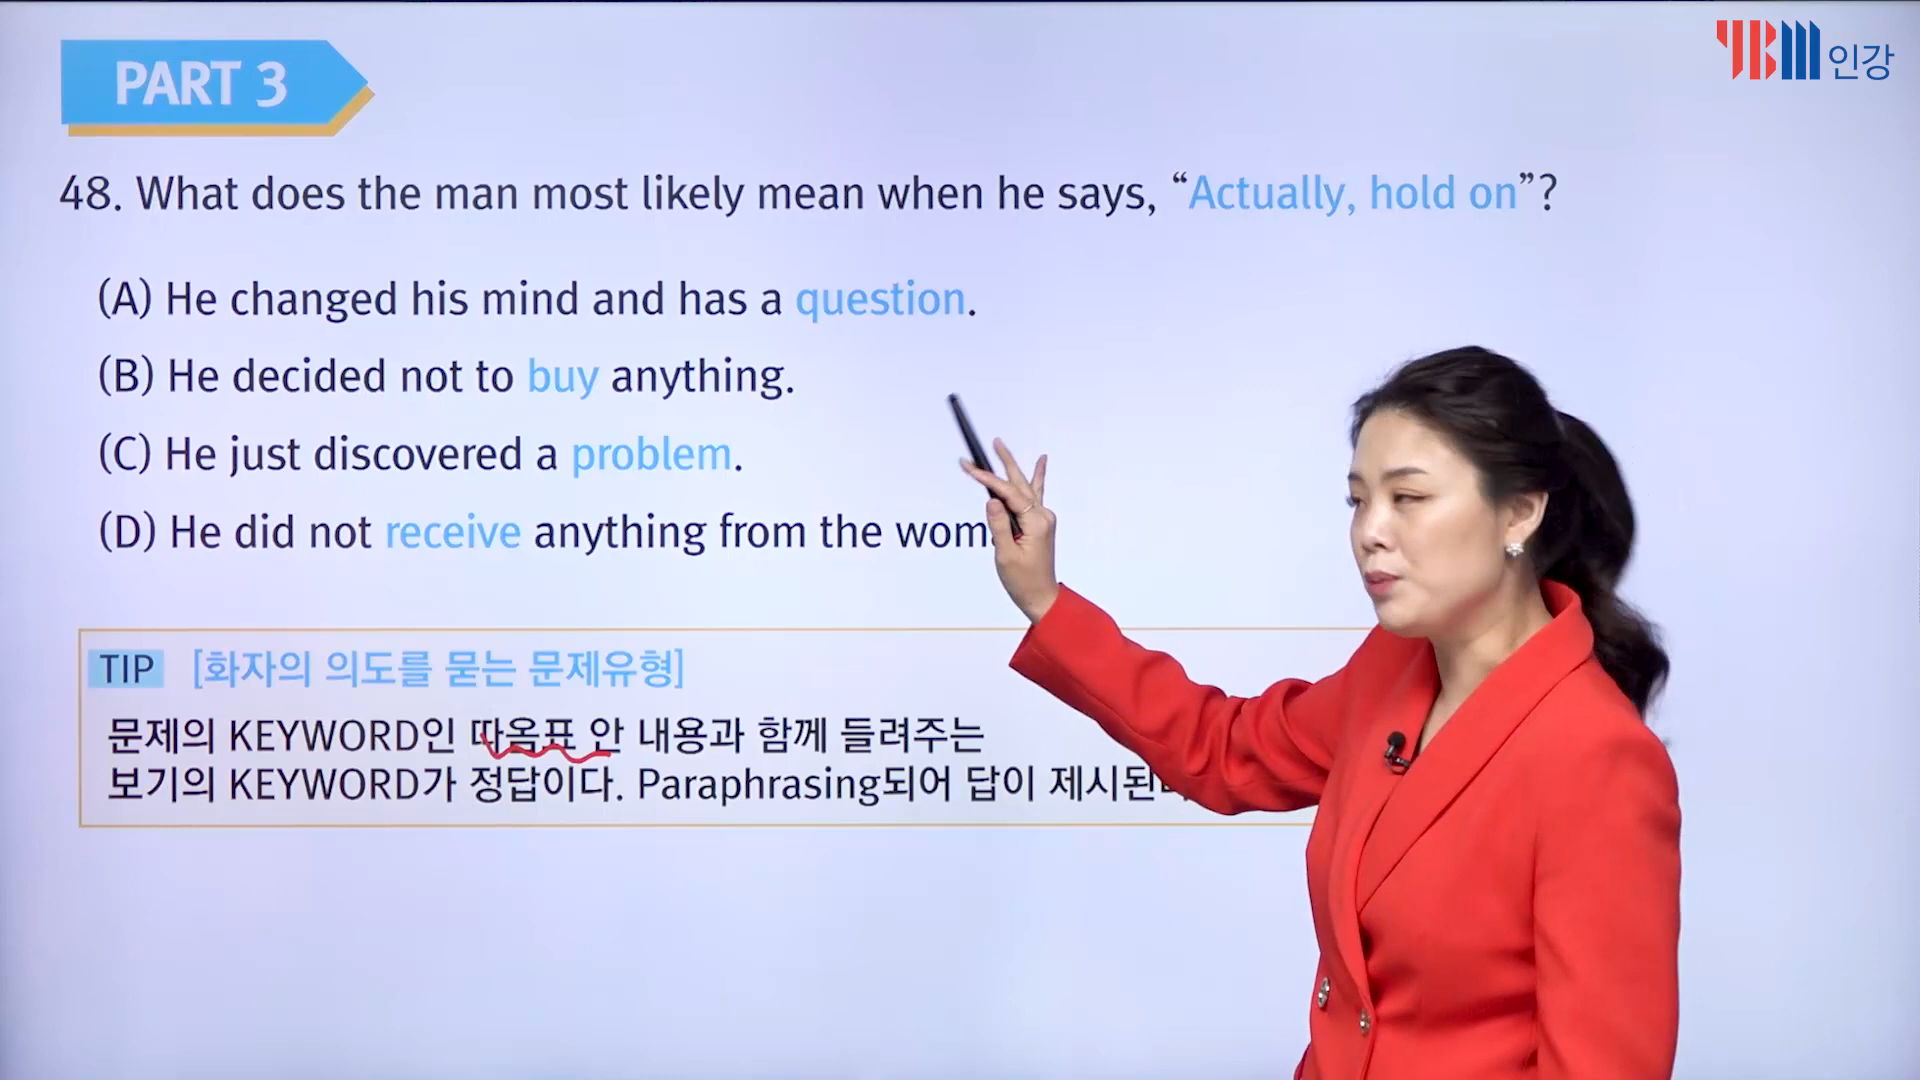 PART 3
YBM 인강
48. What does the man most likely mean when he says, “Actually, hold on”?
(A) He changed his mind and has a question.
(B) He decided not to buy anything.
(C) He just discovered a problem.
(D) He did not receive anything from the
TIP [화자의 의도를 묻는 문제유형]
문제의 KEYWORD인 따옴표 안 내용과 함께 들려주는
보기의 KEYWORD가 정답이다. Paraphrasing되어 답이